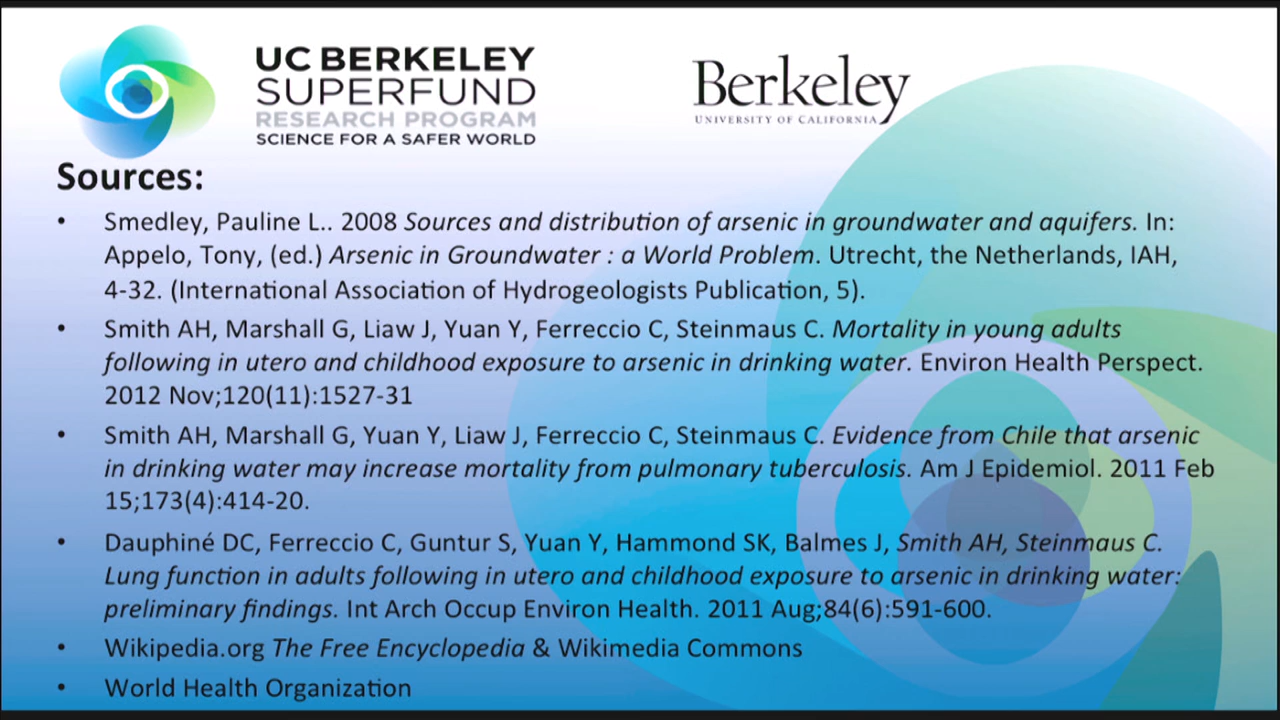 UC BERKELEY
SUPERFUND
RESEARCH PROGRAM
SCIENCE FOR A SAFER WORLD
Berkeley
UNIVERSITY OF CALIFORNIA
Sources:
• Smedley, Pauline L.. 2008 Sources and distribution of arsenic in groundwater and aquifers. In:
Appelo, Tony, (ed.) Arsenic in Groundwater : a World Problem. Utrecht, the Netherlands, IAH,
4-32. (International Association of Hydrogeologists Publication, 5).
• Smith AH, Marshall G, Liaw J, Yuan Y, Ferreccio C, Steinmaus C. Mortality in young adults
following in utero and childhood exposure to arsenic in drinking water. Environ Health Perspect.
2012 Nov;120(11):1527-31
• Smith AH, Marshall G, Yuan Y, Liaw J, Ferreccio C, Steinmaus C. Evidence from Chile that arsenic
in drinking water may increase mortality from pulmonary tuberculosis. Am J Epidemiol. 2011 Feb
15;173(4):414-20.
• Dauphiné DC, Ferreccio C, Guntur S, Yuan Y, Hammond SK, Balmes J, Smith AH, Steinmaus C.
Lung function in adults following in utero and childhood exposure to arsenic in drinking water:
preliminary findings. Int Arch Occup Environ Health. 2011 Aug;84(6):591-600.
• Wikipedia.org The Free Encyclopedia & Wikimedia Commons
• World Health Organization